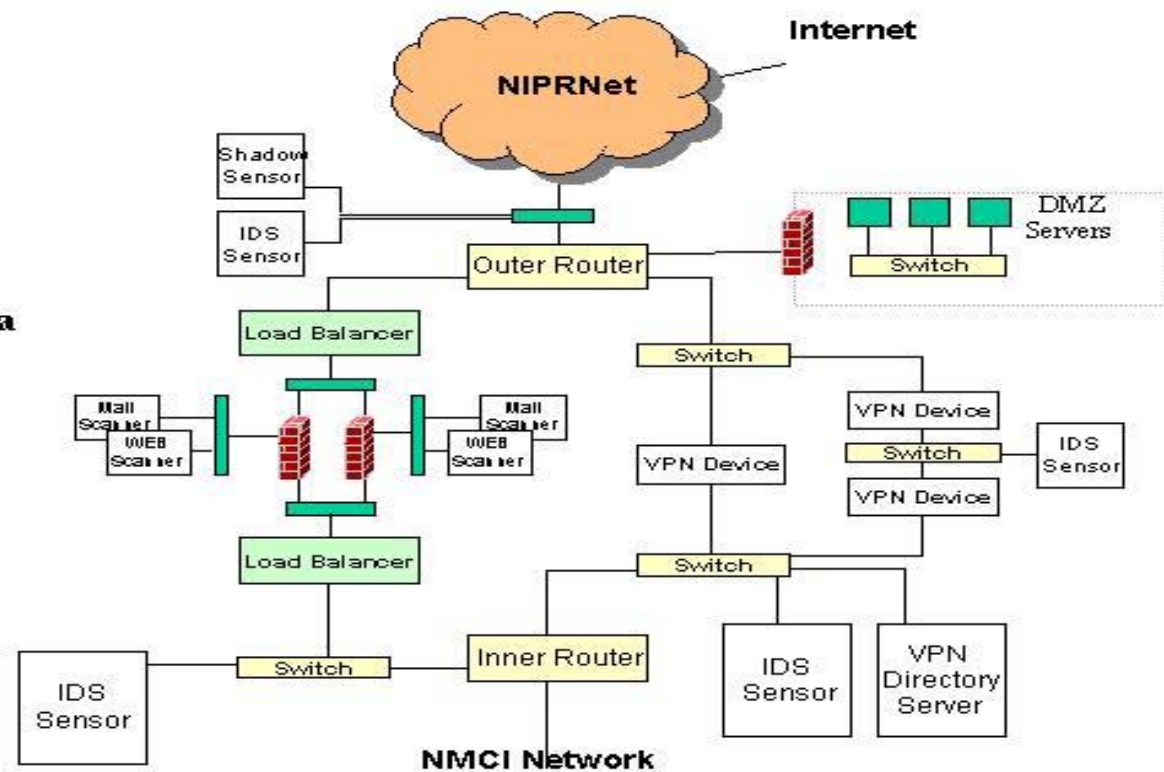 Internet
NIPRNet
Shadow
Sensor
IDS
Sensor
DMZ
Servers
Switch
Outer Router
a
Load Balancer
Switch
Mail
Scanner
WEB
Scanner
Mail
Scanner
WEB
Scanner
VPN Device
VPN Device
Switch
IDS
Sensor
VPN Device
Load Balancer
Switch
Switch
Inner Router
IDS
Sensor
IDS
Sensor
VPN
Directory
Server
NMCI Network